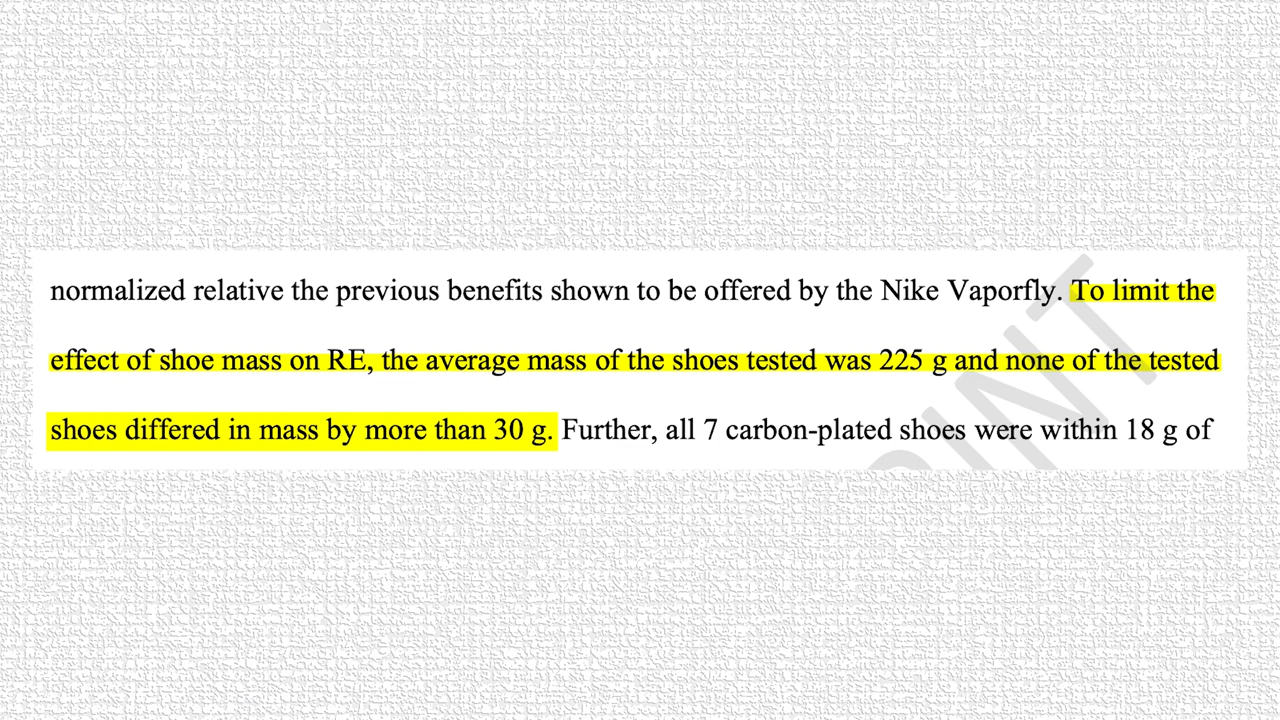 normalized relative the previous benefits shown to be offered by the Nike Vaporfly. To limit the
effect of shoe mass on RE, the average mass of the shoes tested was 225 g and none of the tested
shoes differed in mass by more than 30 g. Further, all 7 carbon-plated shoes were within 18 g of